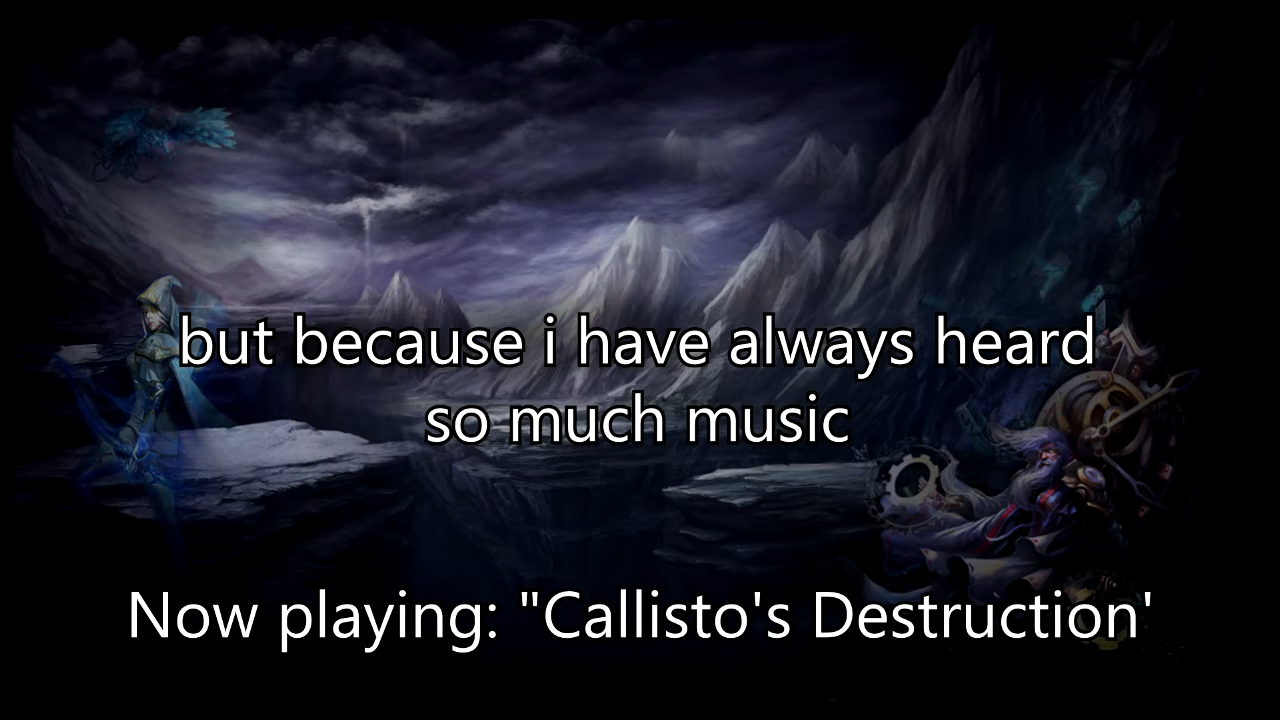 but because i have always heard
so much music
Now playing: "Callisto's Destruction'